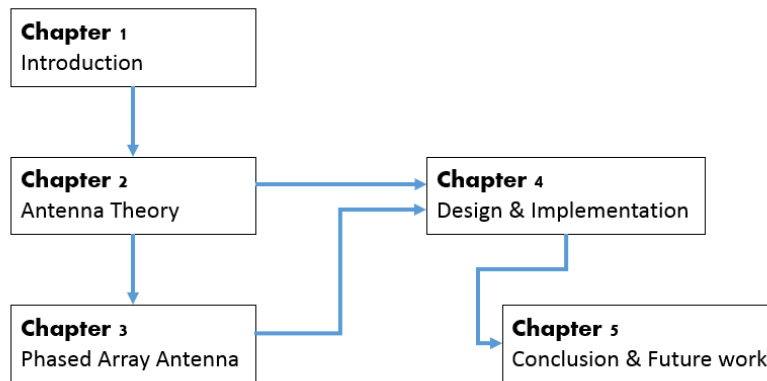 Chapter 1
Introduction
Chapter 2
Antenna Theory
Chapter 3
Phased Array Antenna
Chapter 4
Design & Implementation
Chapter 5
Conclusion & Future work